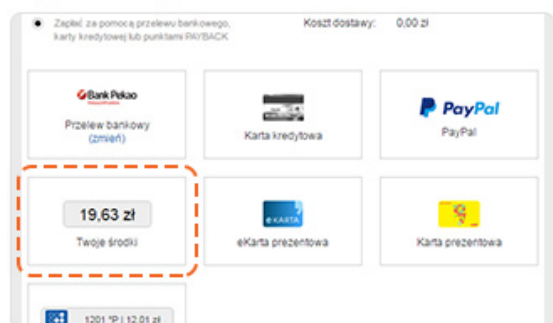 Zapłać za pomocą przelewu bankowego,
karty kredytowej lub punktami PAYBACK
Koszt dostawy: 0,00 zł
Bank Pekao
Przelew bankowy
(zmień)
Karta kredytowa
PayPal
PayPal
19,63 zł
Twoje środki
eKARTA
eKarta prezentowa
Karta prezentowa
1201 °P | 12,01 zł